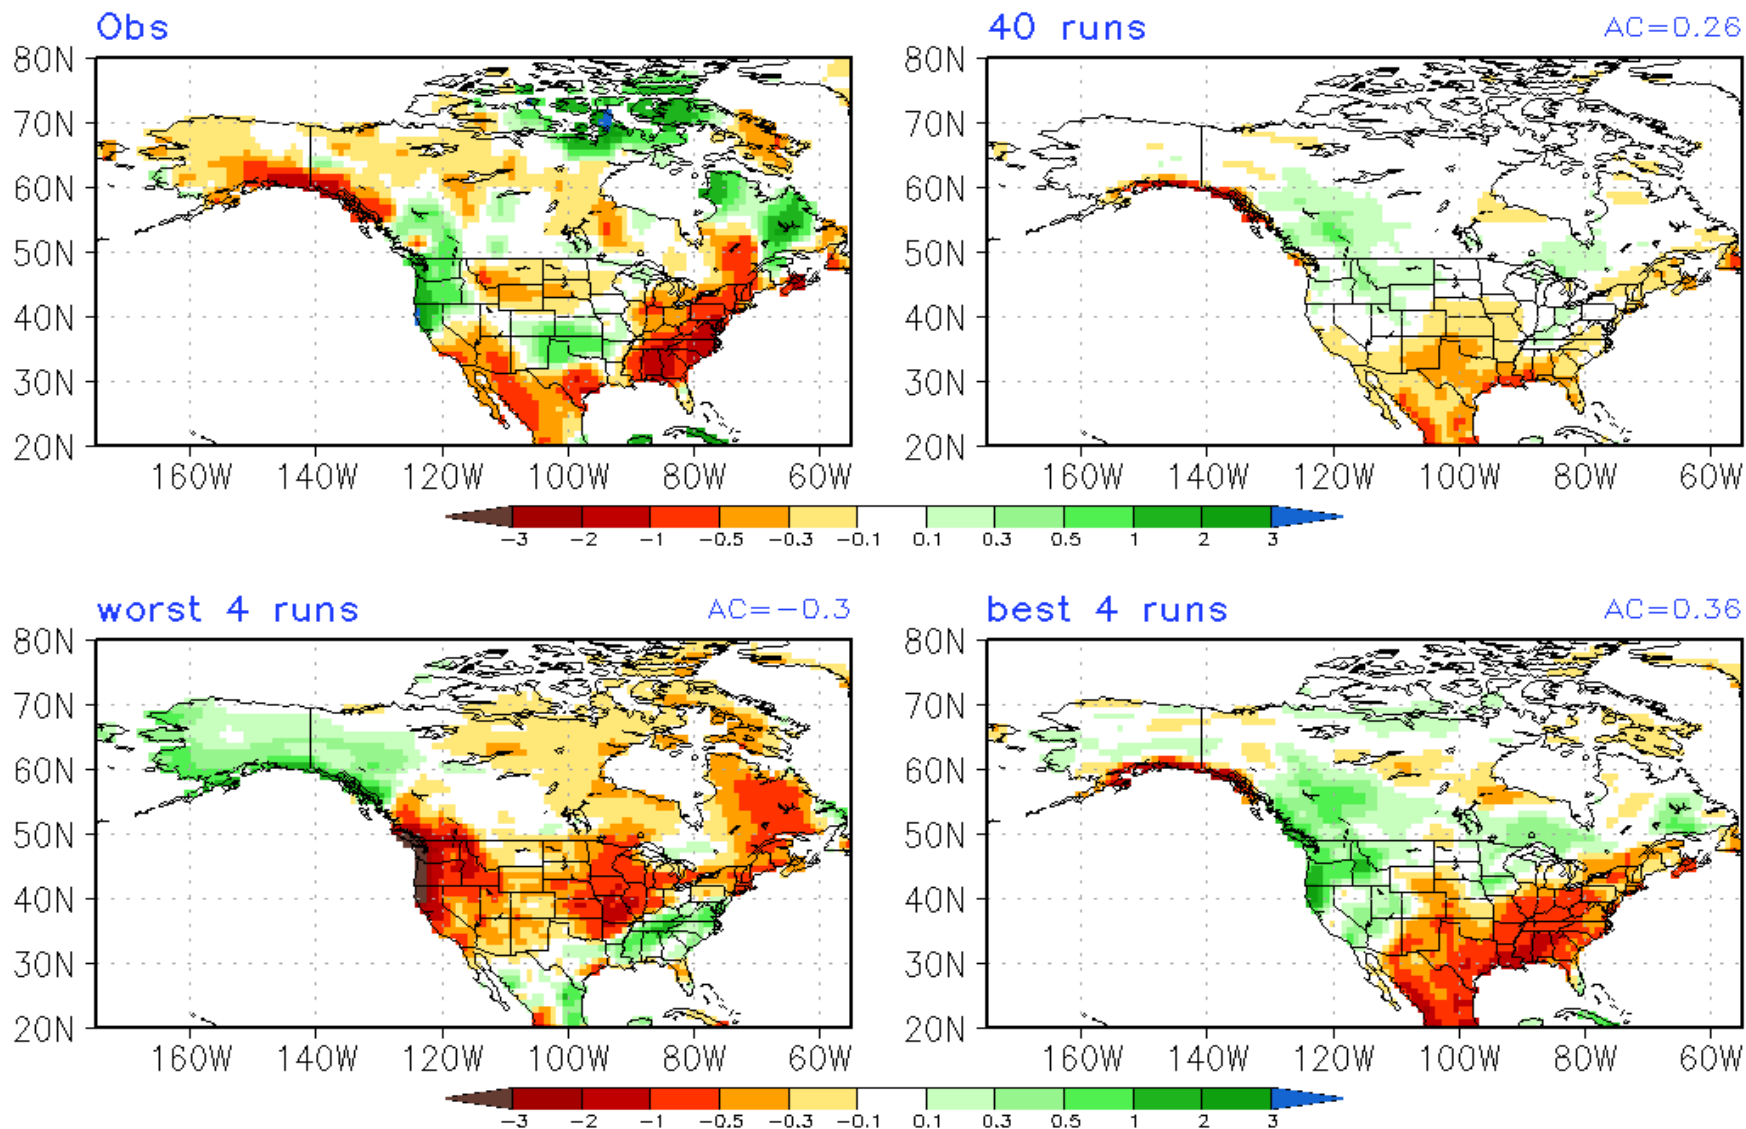 Obs
40 runs AC=0.26
80N 80N
70N 70N
60N 60N
50N 50N
40N 40N
30N 30N
20N 20N
160W 140W 120W 100W 80W 60W 160W 140W 120W 100W 80W 60W
−3 −2 −1 −0.5 −0.3 −0.1 0.1 0.3 0.5 1 2 3
worst 4 runs AC=−0.3
best 4 runs AC=0.36
80N 80N
70N 70N
60N 60N
50N 50N
40N 40N
30N 30N
20N 20N
160W 140W 120W 100W 80W 60W 160W 140W 120W 100W 80W 60W
−3 −2 −1 −0.5 −0.3 −0.1 0.1 0.3 0.5 1 2 3